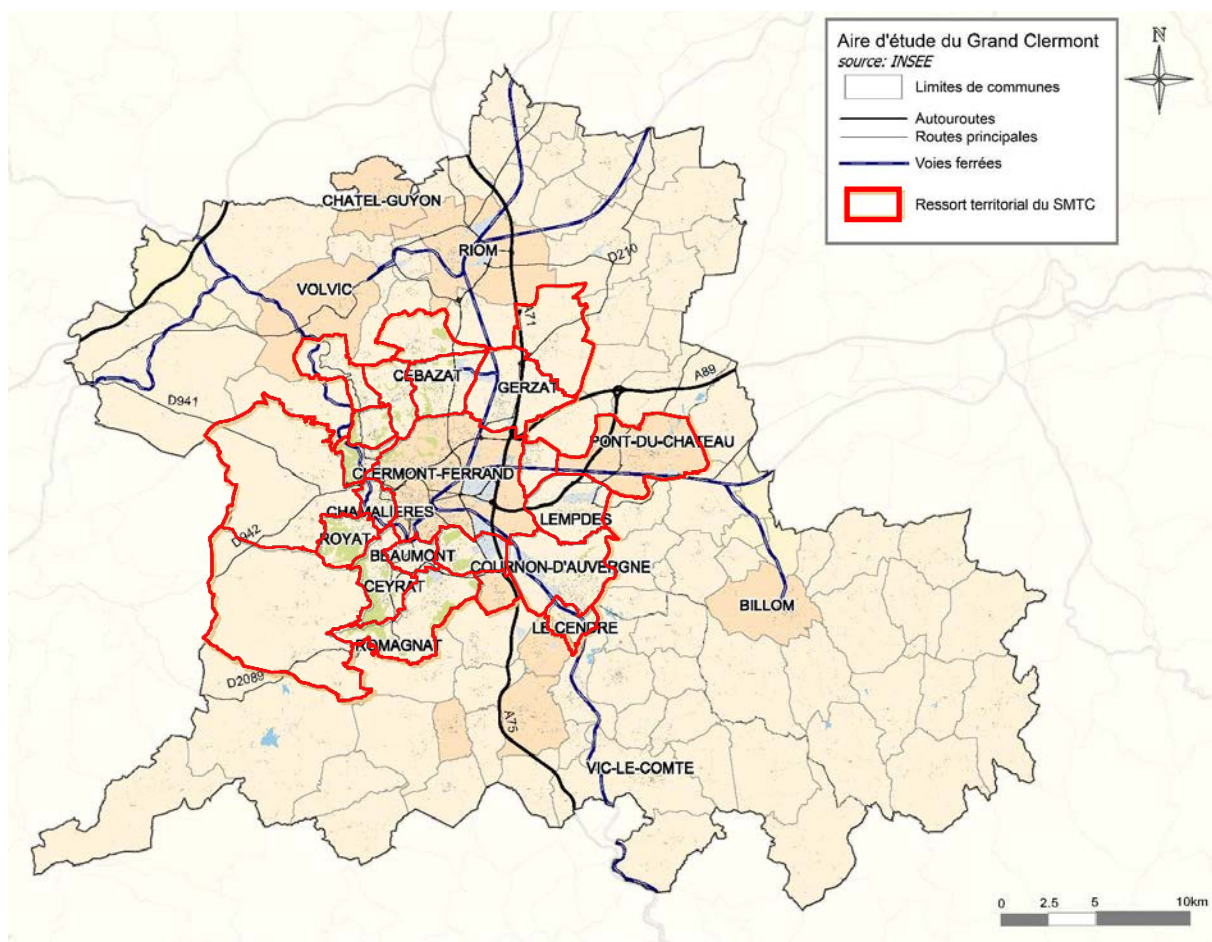 Aire d'étude du Grand Clermont
source: INSEE
Limites de communes
Autouroutes
Routes principales
Voies ferrées
Ressort territorial du SMTC
N
CHATEL-GUYON
RIOM
D210
VOLVIC
A71
CEBAZAT
GERZAT
A89
D941
PONT-DU-CHATEAU
CLERMONT-FERRAND
CHAMALIERES
LEMPDES
D942
ROYAT
BEAUMONT
COURNON-D'AUVERGNE
CEYRAT
BILLOM
LE CENDRE
ROMAGNAT
D2089
A75
VIC-LE-COMTE
0 2.5 5 10km